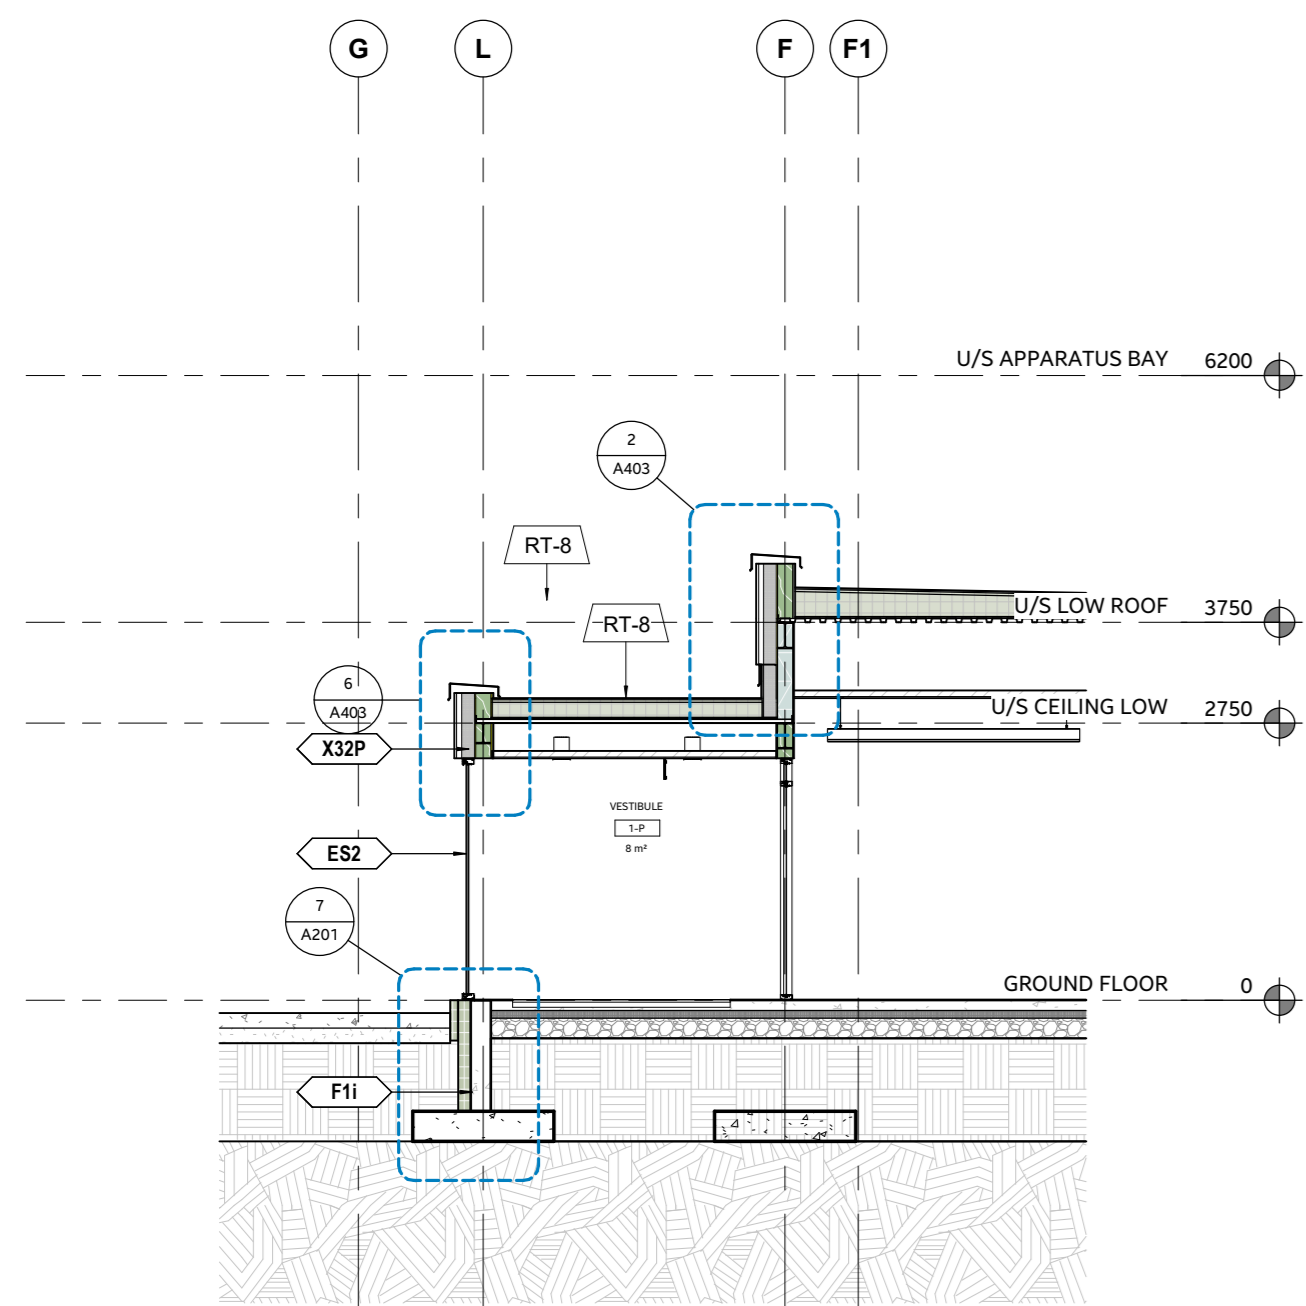 G L F F1
U/S APPARATUS BAY 6200
2
A403
RT-8
U/S LOW ROOF 3750
RT-8
6
A403
U/S CEILING LOW 2750
X32P
VESTIBULE
1-P
8 m²
ES2
7
A201
GROUND FLOOR 0
F1i